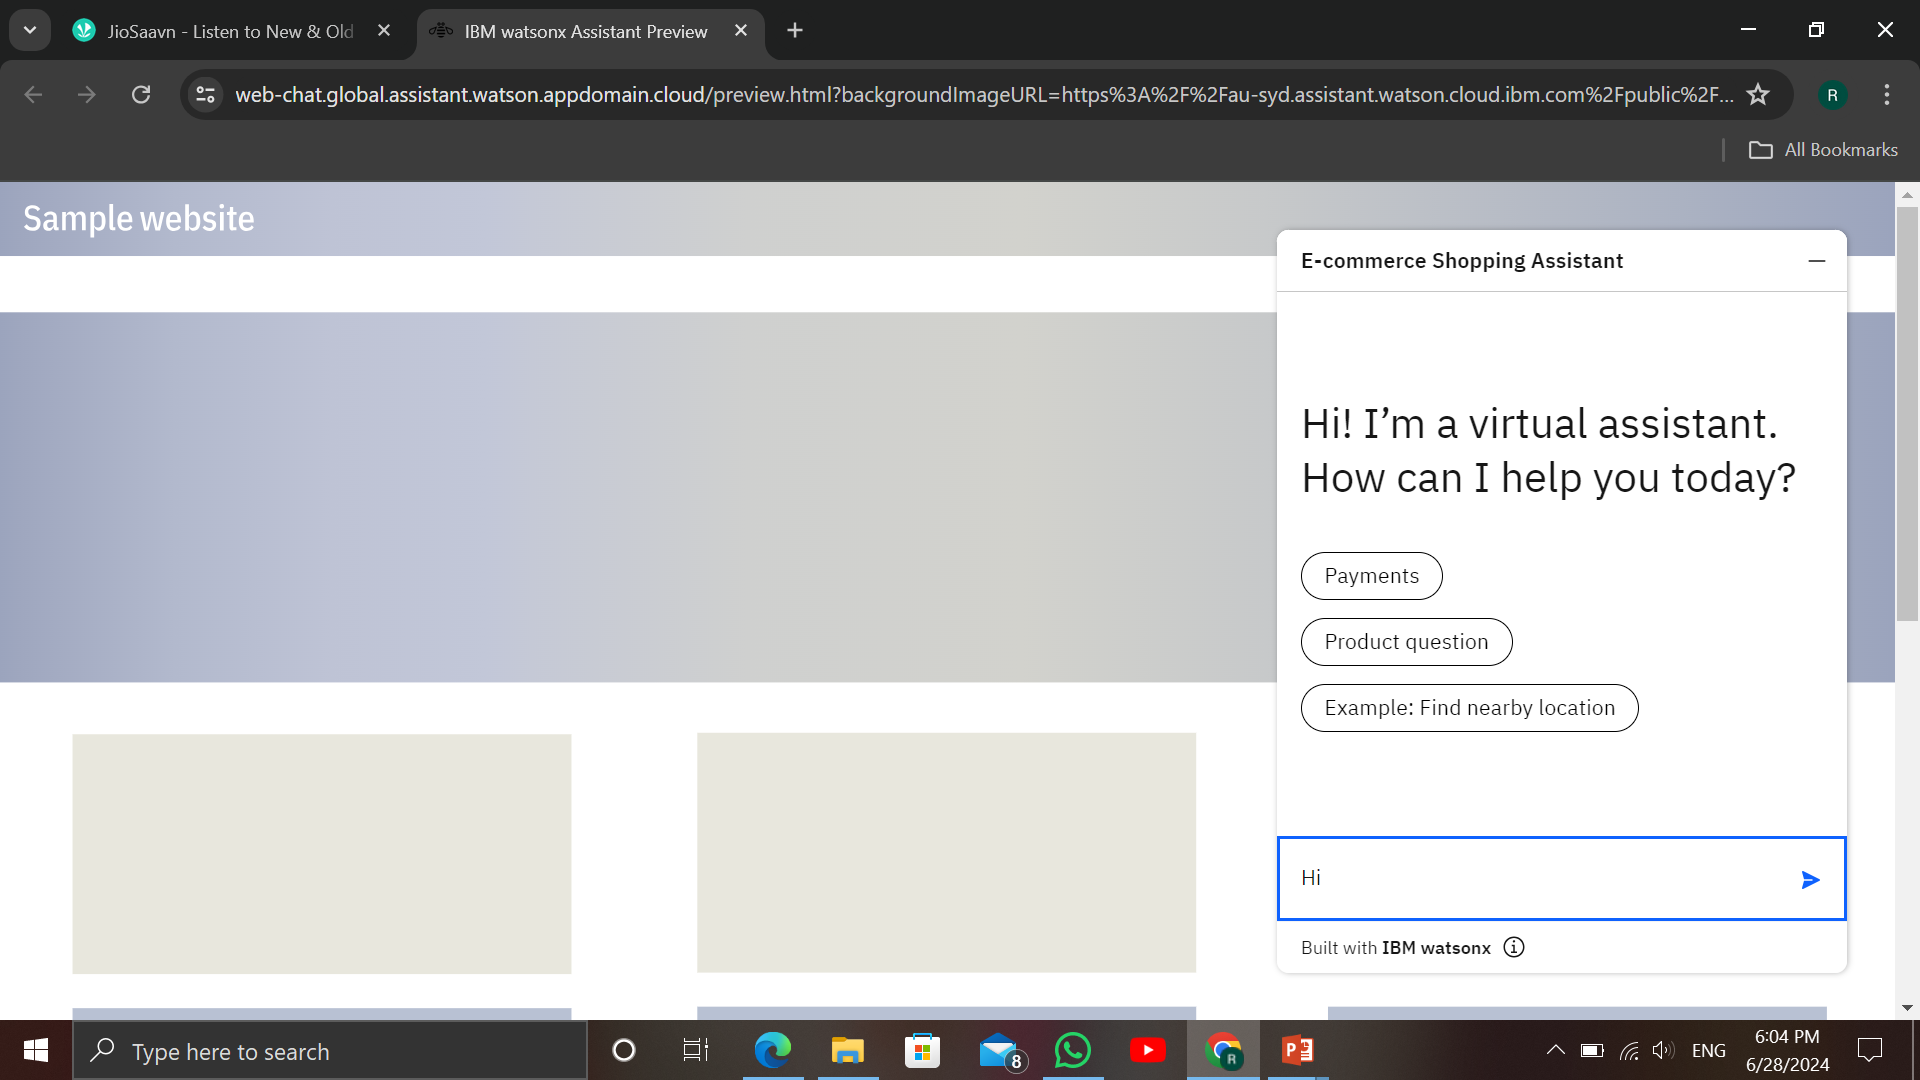 JioSaavn - Listen to New & Old
IBM watsonx Assistant Preview
web-chat.global.assistant.watson.appdomain.cloud/preview.html?backgroundImageURL=https%3A%2F%2Fau-syd.assistant.watson.cloud.ibm.com%2Fpublic%2F...
R
All Bookmarks
Sample website
E-commerce Shopping Assistant
Hi! I’m a virtual assistant.
How can I help you today?
Payments
Product question
Example: Find nearby location
Hi
Built with IBM watsonx
Type here to search
8
R
P
ENG
6:04 PM
6/28/2024